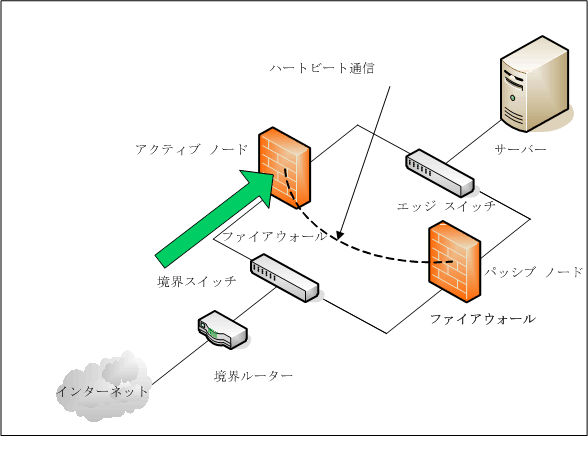 ハートビート通信
アクティブ ノード
サーバー
エッジ スイッチ
ファイアウォール
パッシブ ノード
境界スイッチ
ファイアウォール
境界ルーター
インターネット